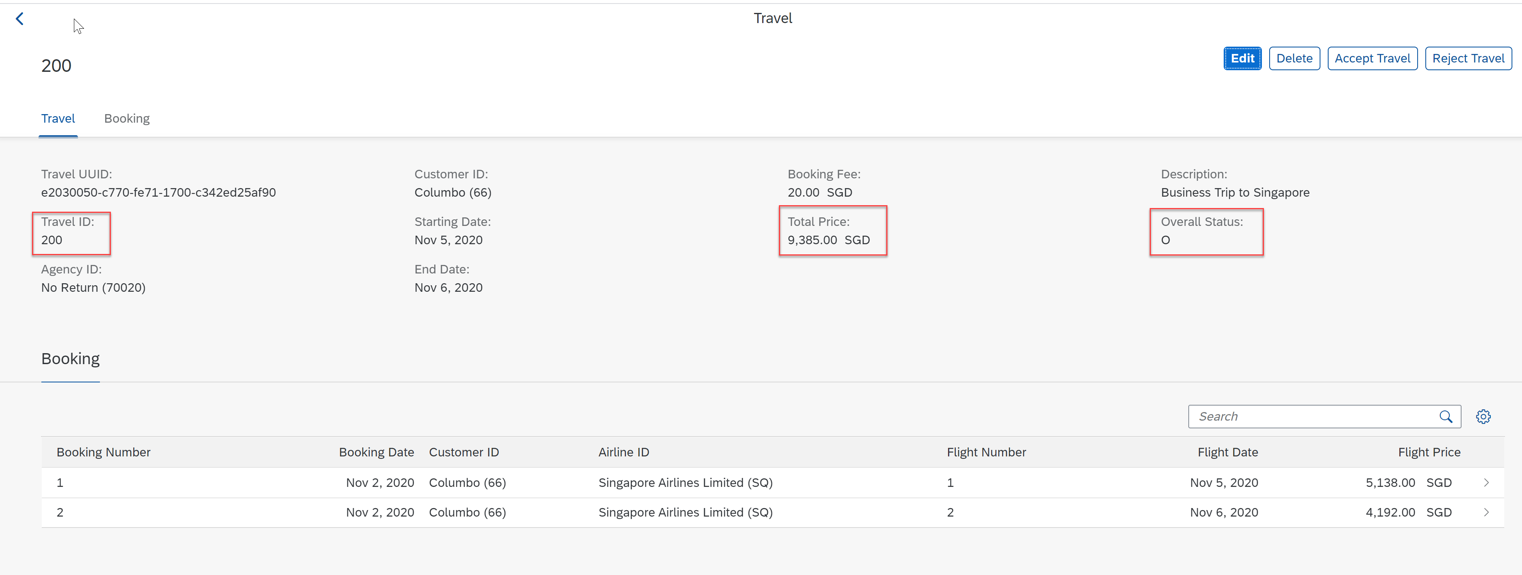 Travel
200
Edit Delete Accept Travel Reject Travel
Travel Booking
Travel UUID: Customer ID: Booking Fee: Description:
e2030050-c770-fe71-1700-c342ed25af90 Columbo (66) 20.00 SGD Business Trip to Singapore
Travel ID: Starting Date: Total Price: Overall Status:
200 Nov 5, 2020 9,385.00 SGD O
Agency ID: End Date:
No Return (70020) Nov 6, 2020
Booking
Search
Booking Number Booking Date Customer ID Airline ID Flight Number Flight Date Flight Price
1 Nov 2, 2020 Columbo (66) Singapore Airlines Limited (SQ) 1 Nov 5, 2020 5,138.00 SGD
2 Nov 2, 2020 Columbo (66) Singapore Airlines Limited (SQ) 2 Nov 6, 2020 4,192.00 SGD